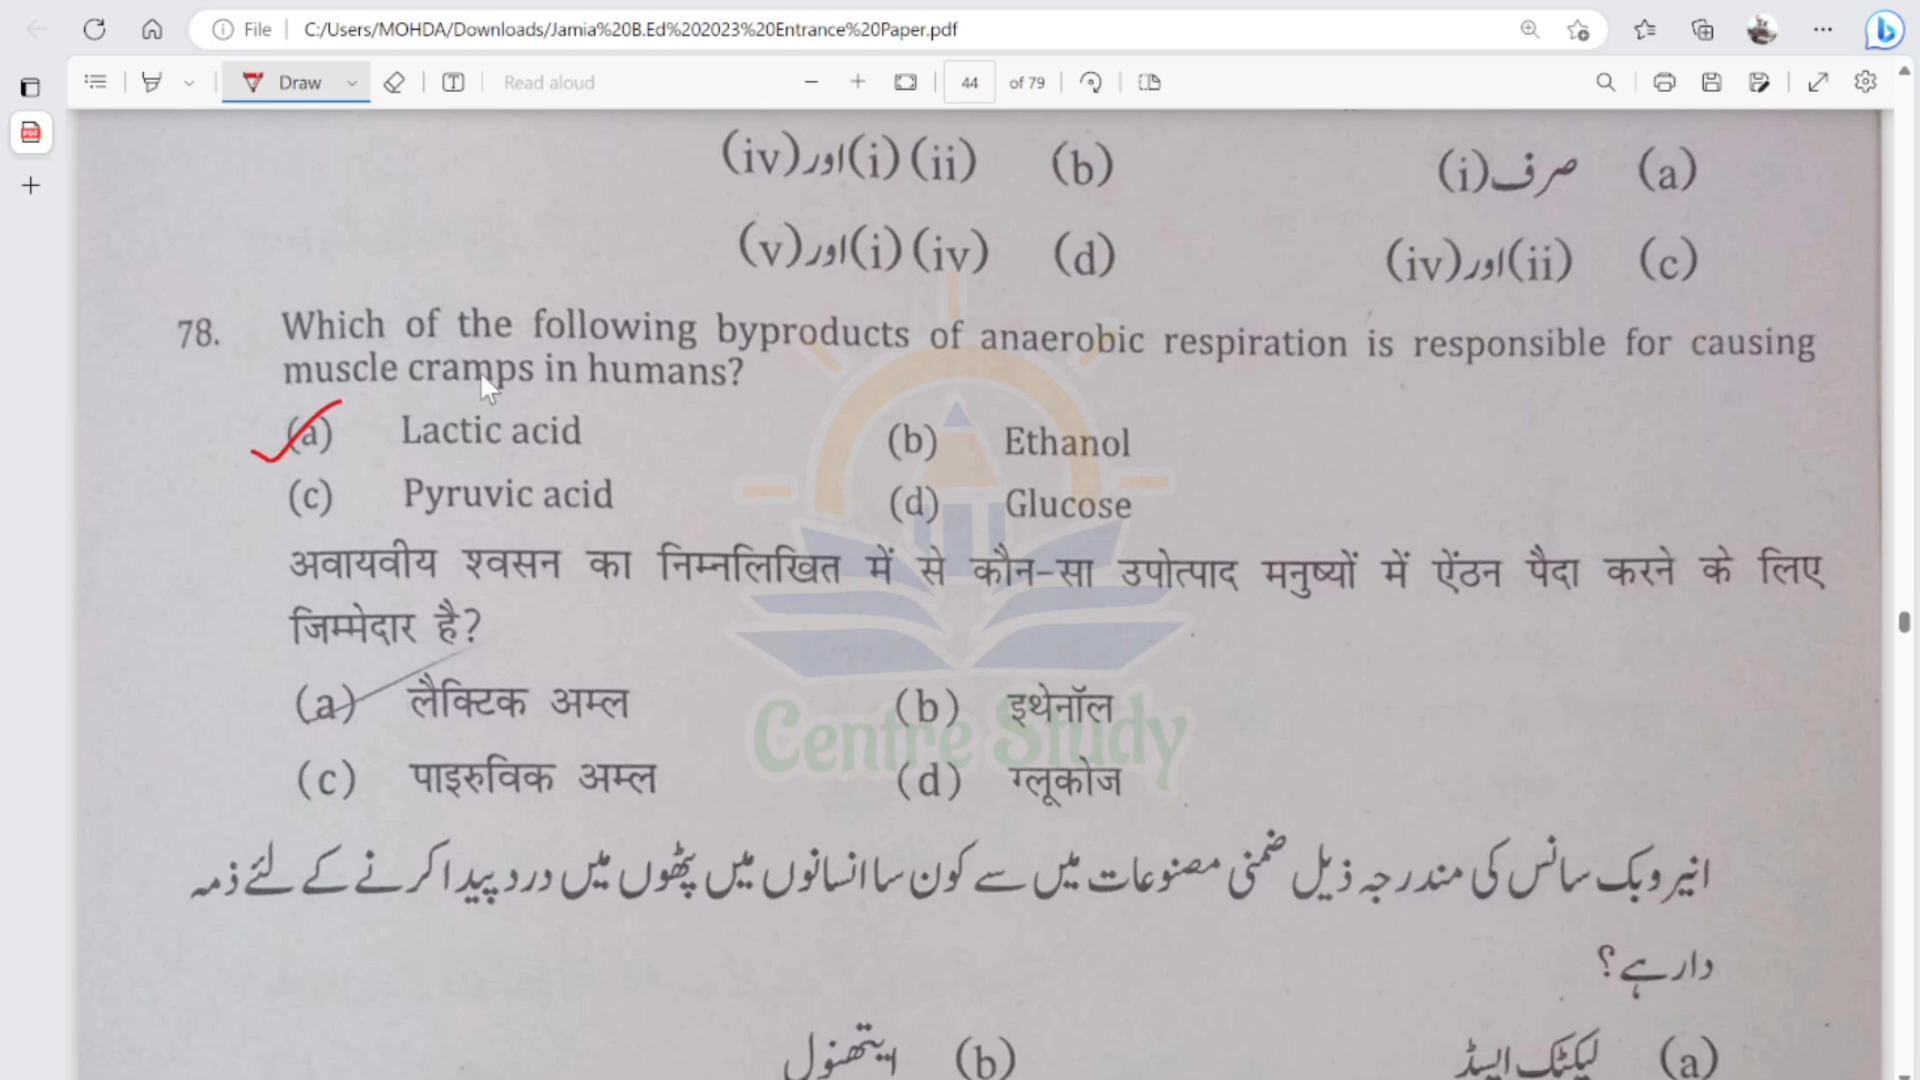 File C:/Users/MOHDA/Downloads/Jamia%20B.Ed%202023%20Entrance%20Paper.pdf
Draw Read aloud 44 of 79
(a) صرف(i) (b) (ii) (i)اور(iv)
(c) (ii)اور(iv) (d) (iv) (i)اور(v)
78. Which of the following byproducts of anaerobic respiration is responsible for causing
muscle cramps in humans?
(a) Lactic acid (b) Ethanol
(c) Pyruvic acid (d) Glucose
अवायवीय श्वसन का निम्नलिखित में से कौन-सा उपोत्पाद मनुष्यों में ऐंठन पैदा करने के लिए
जिम्मेदार है?
(a) लैक्टिक अम्ल (b) इथेनॉल
(c) पाइरुविक अम्ल (d) ग्लूकोज
Centre Study
انیروبک سانس کی مندرجہ ذیل ضمنی مصنوعات میں سے کون سا انسانوں میں پٹھوں میں درد پیدا کرنے کے لئے ذمہ
دار ہے؟
(a) لیکٹک ایسڈ (b) ایتھنول